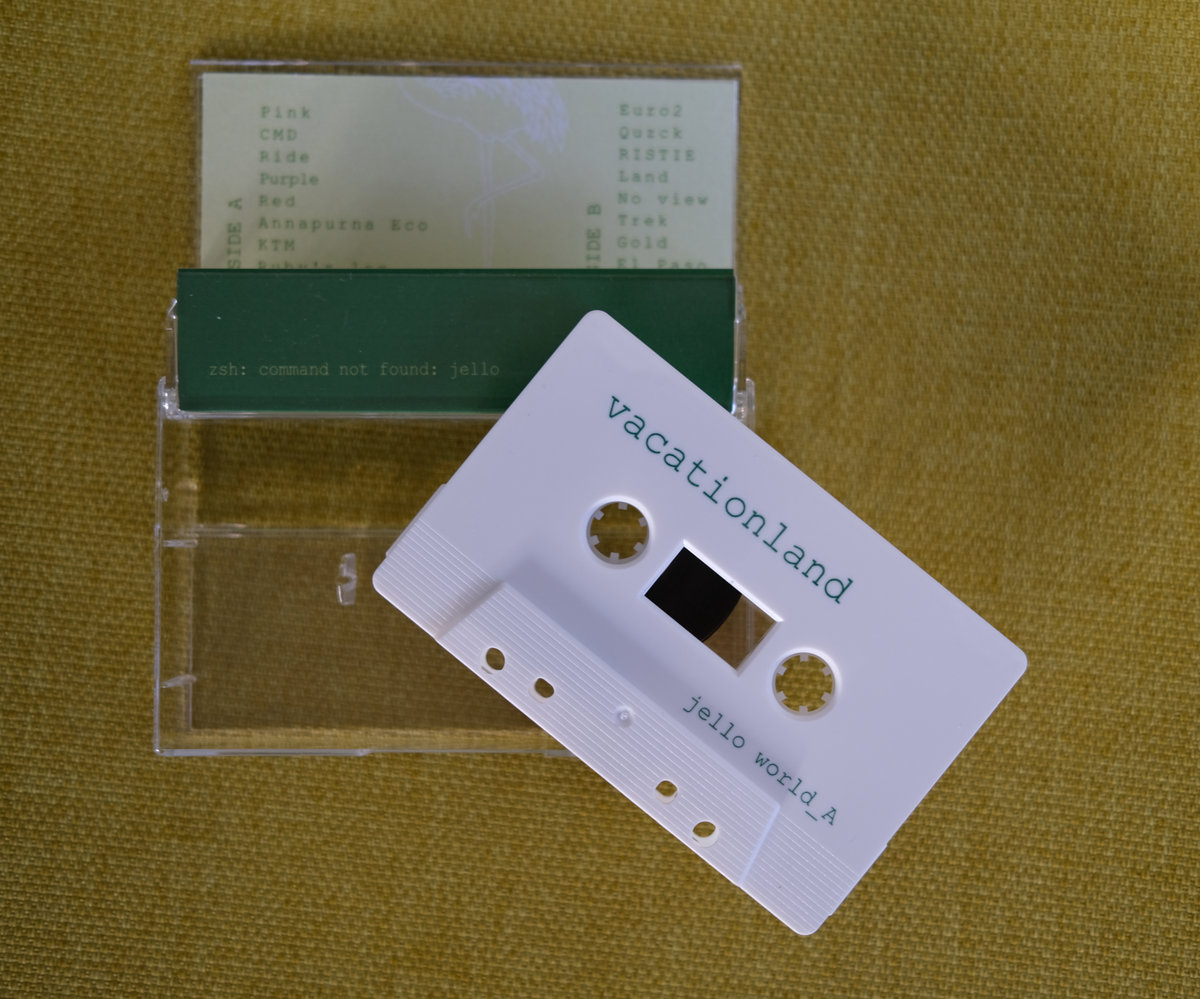 SIDE A
Pink
CMD
Ride
Purple
Red
Annapurna Eco
KTM
SIDE B
Euro2
RISTIE
Land
No view
Trek
Gold
El Paso
zsh: command not found: jello
vacationland
jello world_A